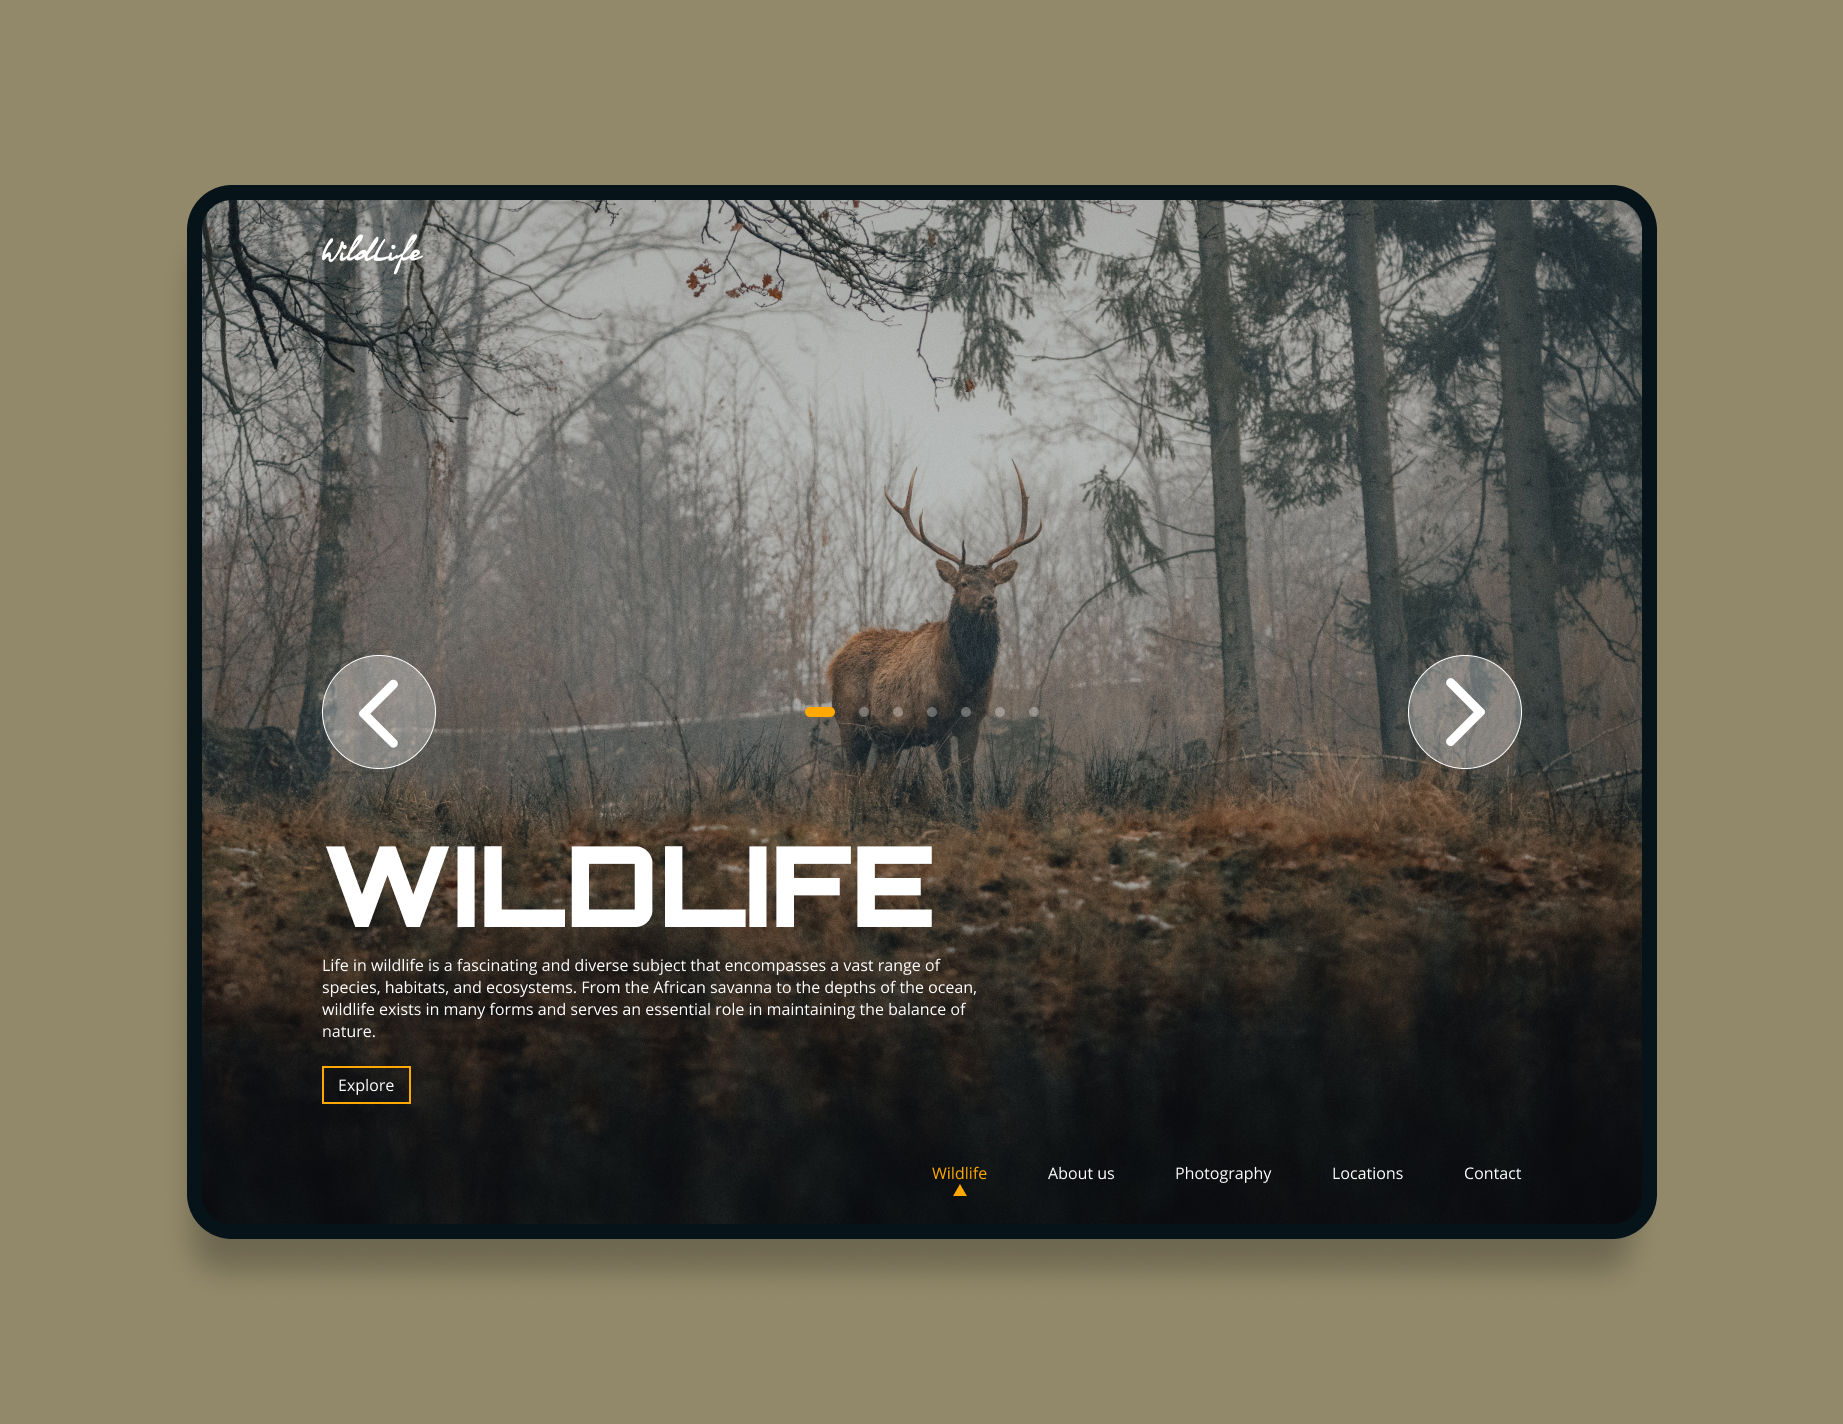 WildLife
WILDLIFE
Life in wildlife is a fascinating and diverse subject that encompasses a vast range of
species, habitats, and ecosystems. From the African savanna to the depths of the ocean,
wildlife exists in many forms and serves an essential role in maintaining the balance of
nature.
Explore
Wildlife About us Photography Locations Contact